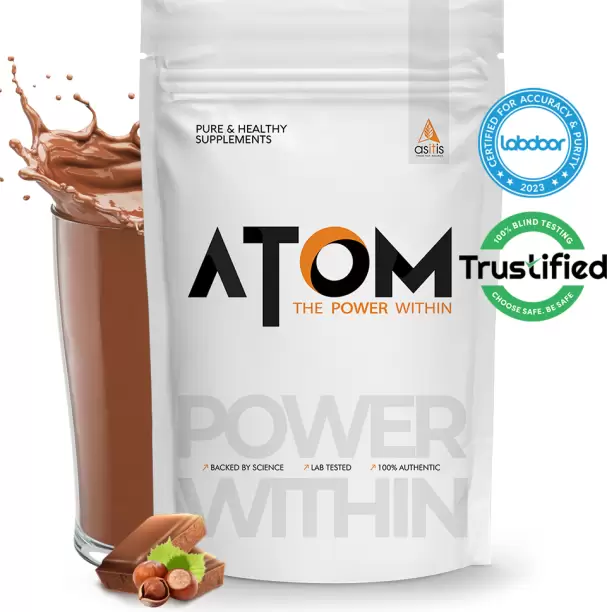 PURE & HEALTHY
SUPPLEMENTS
asitis
ATOM
THE POWER WITHIN
POWER
BACKED BY SCIENCE
LAB TESTED
100% AUTHENTIC
WITHIN
CERTIFIED FOR ACCURACY & PURITY
labdoor
2023
100% BLIND TESTING
Trustified
CHOOSE SAFE. BE SAFE